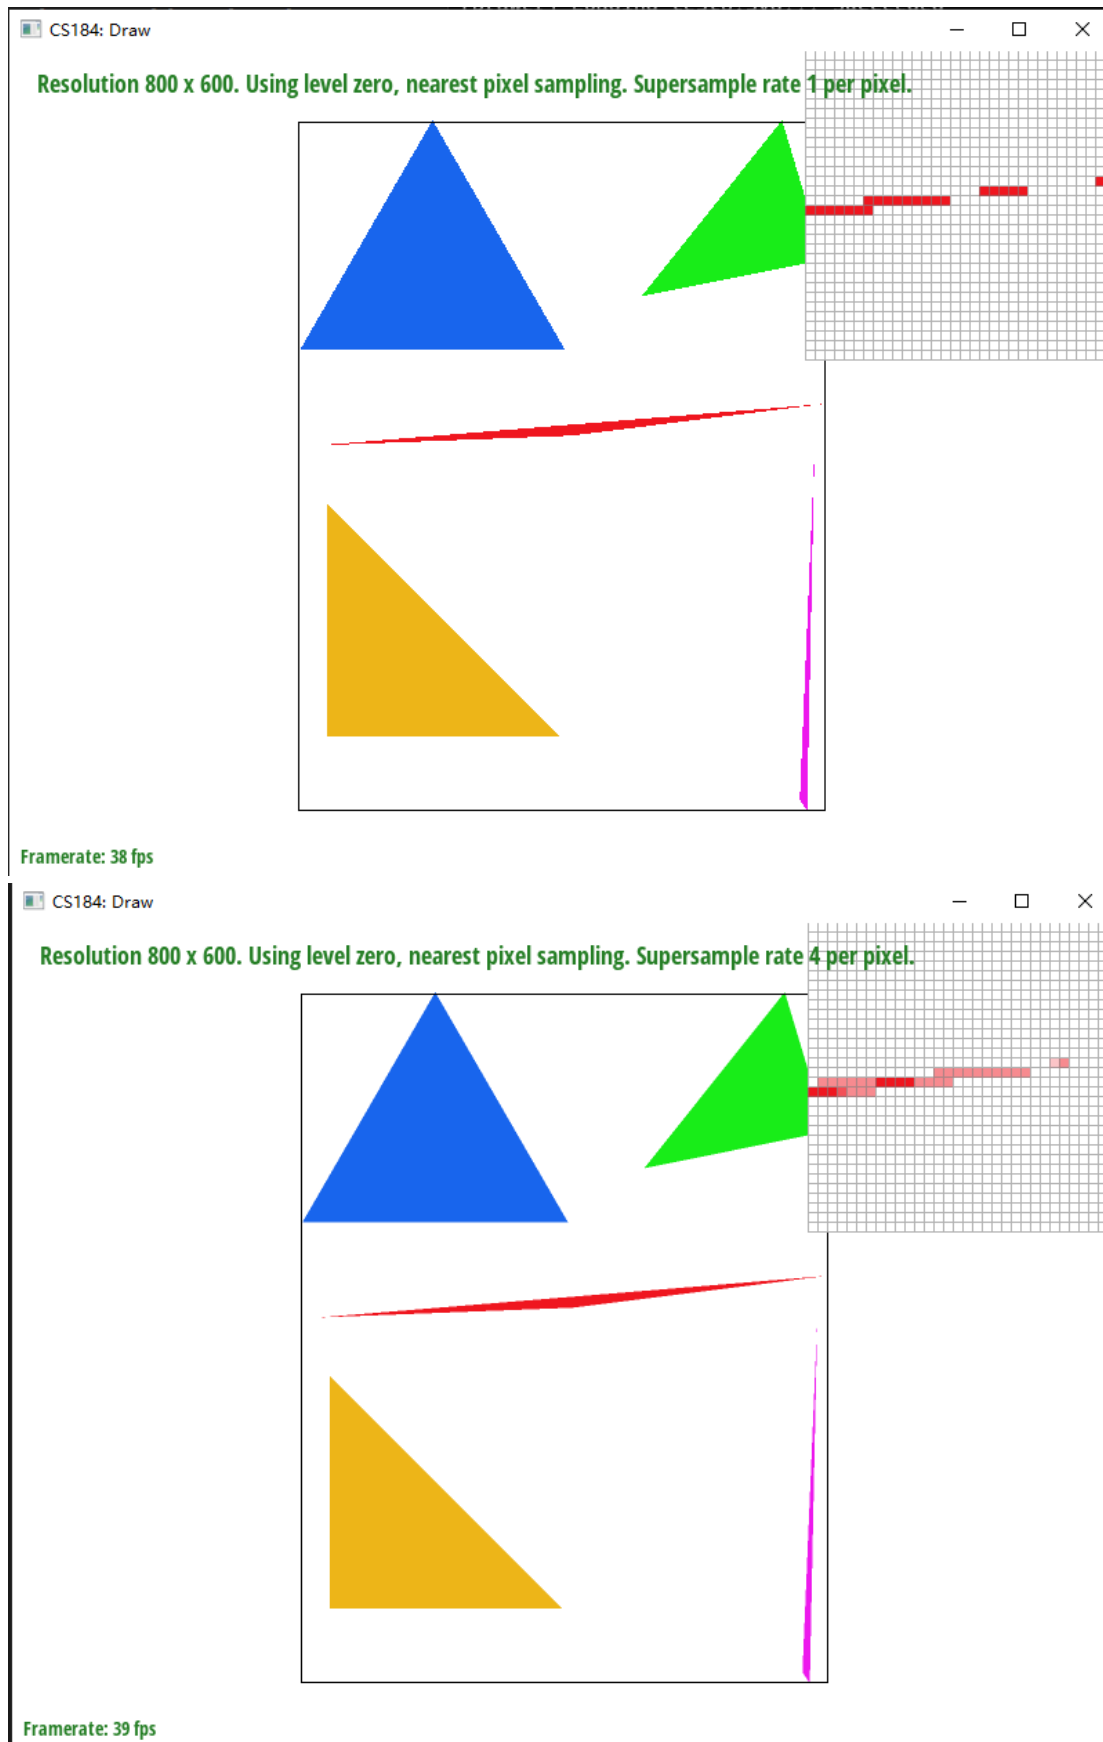 CS184: Draw
Resolution 800 x 600. Using level zero, nearest pixel sampling. Supersample rate 1 per pixel.
Framerate: 38 fps
CS184: Draw
Resolution 800 x 600. Using level zero, nearest pixel sampling. Supersample rate 4 per pixel.
Framerate: 39 fps